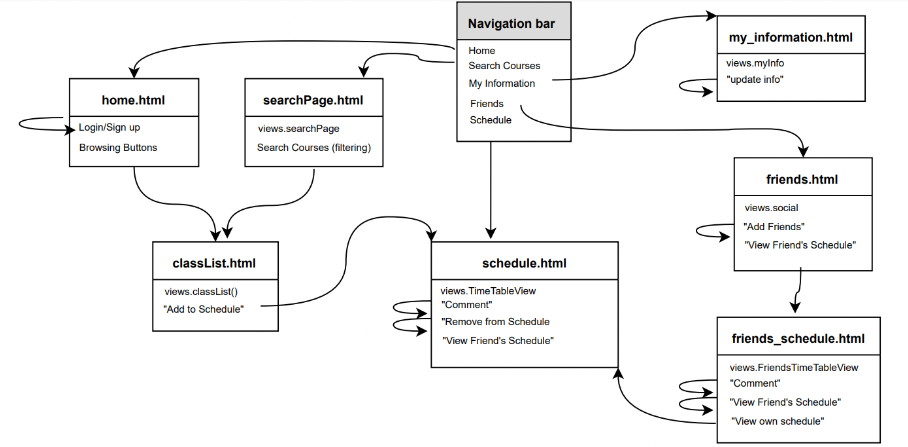 Navigation bar
Home
Search Courses
My Information
Friends
Schedule
my_information.html
views.myInfo
"update info"
home.html
Login/Sign up
Browsing Buttons
searchPage.html
views.searchPage
Search Courses (filtering)
friends.html
views.social
"Add Friends"
"View Friend's Schedule"
classList.html
views.classList()
"Add to Schedule"
schedule.html
views.TimeTableView
"Comment"
"Remove from Schedule
"View Friend's Schedule"
friends_schedule.html
views.FriendsTimeTableView
"Comment"
"View Friend's Schedule"
"View own schedule"